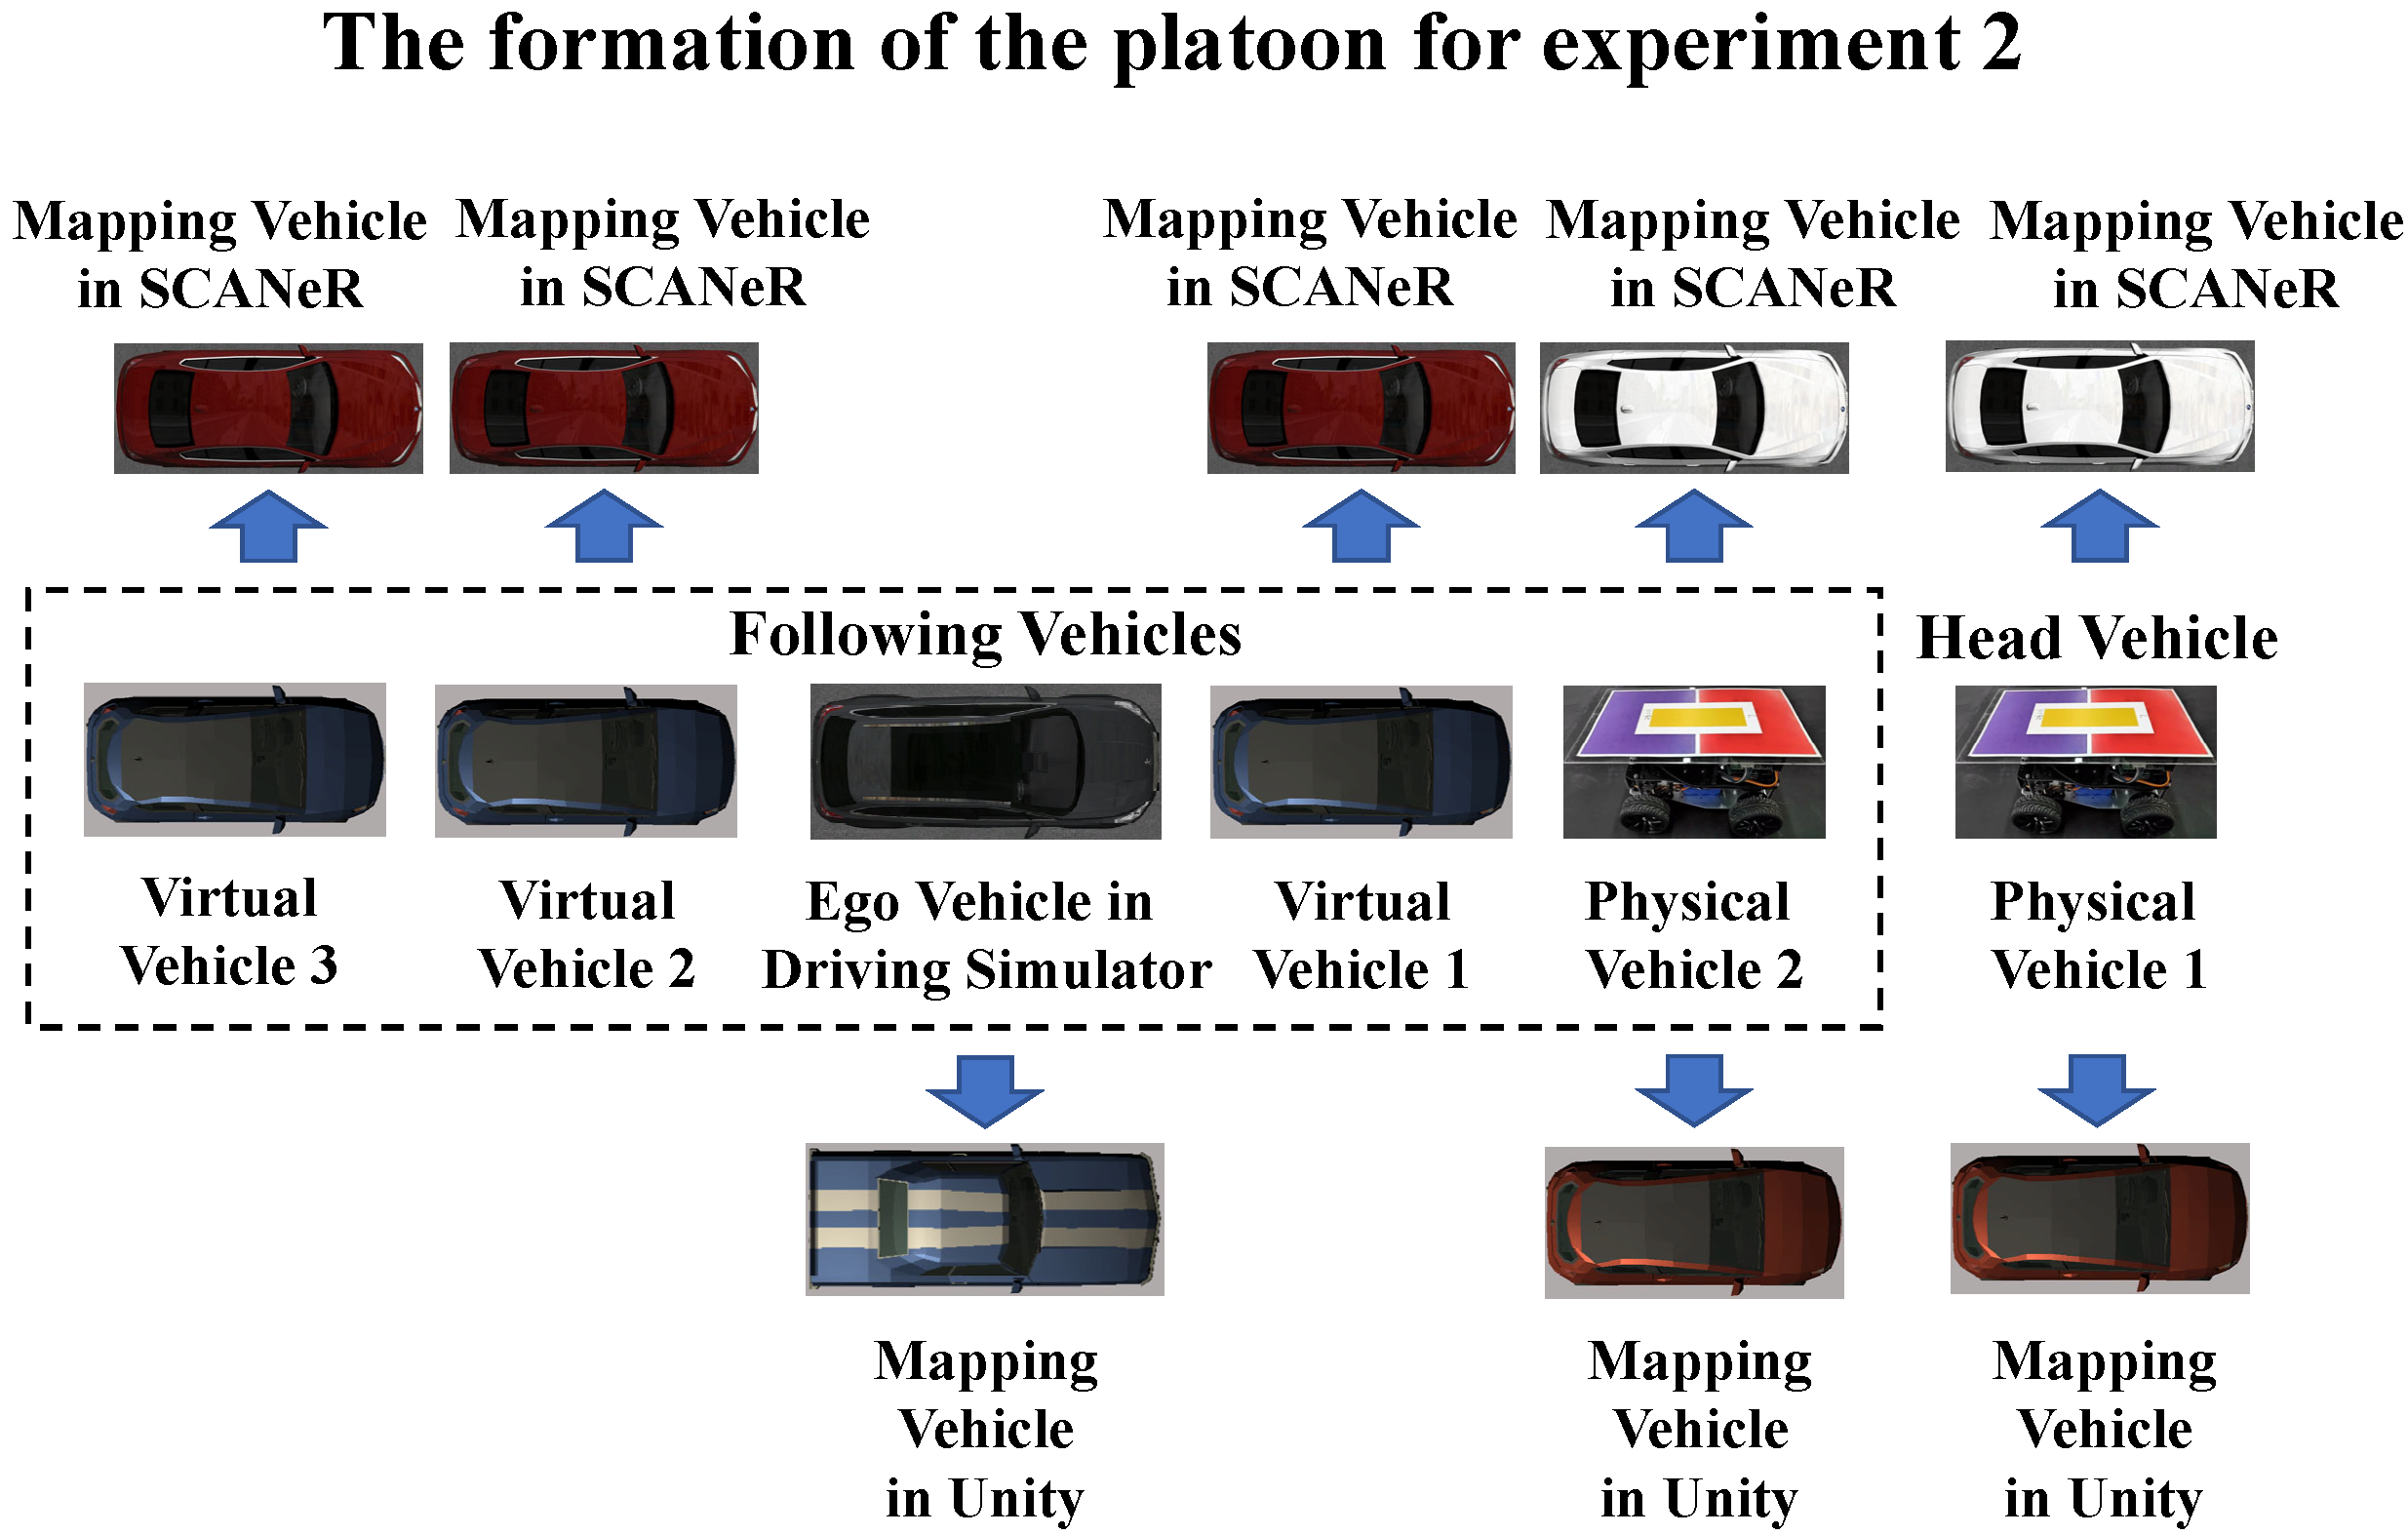 The formation of the platoon for experiment 2
Mapping Vehicle
in SCANeR
Mapping Vehicle
in SCANeR
Mapping Vehicle
in SCANeR
Mapping Vehicle
in SCANeR
Mapping Vehicle
in SCANeR
Following Vehicles
Head Vehicle
Virtual
Vehicle 3
Virtual
Vehicle 2
Ego Vehicle in
Driving Simulator
Virtual
Vehicle 1
Physical
Vehicle 2
Physical
Vehicle 1
Mapping
Vehicle
in Unity
Mapping
Vehicle
in Unity
Mapping
Vehicle
in Unity